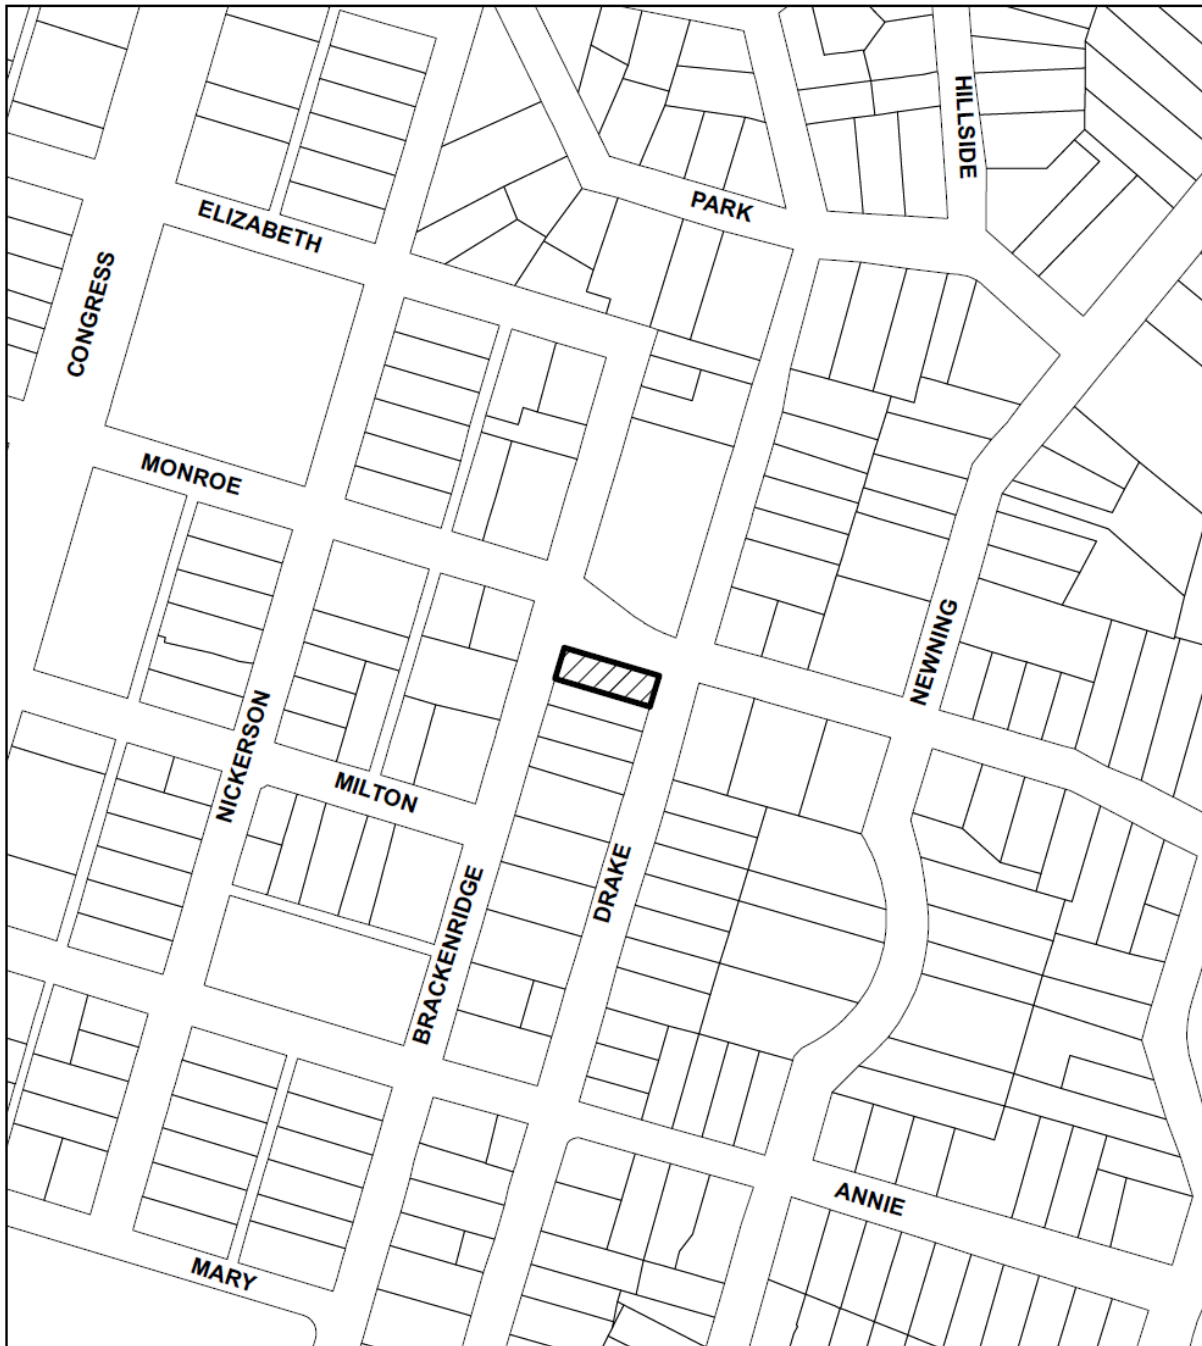 HILLSIDE
PARK
ELIZABETH
CONGRESS
MONROE
NEWNING
NICKERSON
MILTON
DRAKE
BRACKENRIDGE
ANNIE
MARY